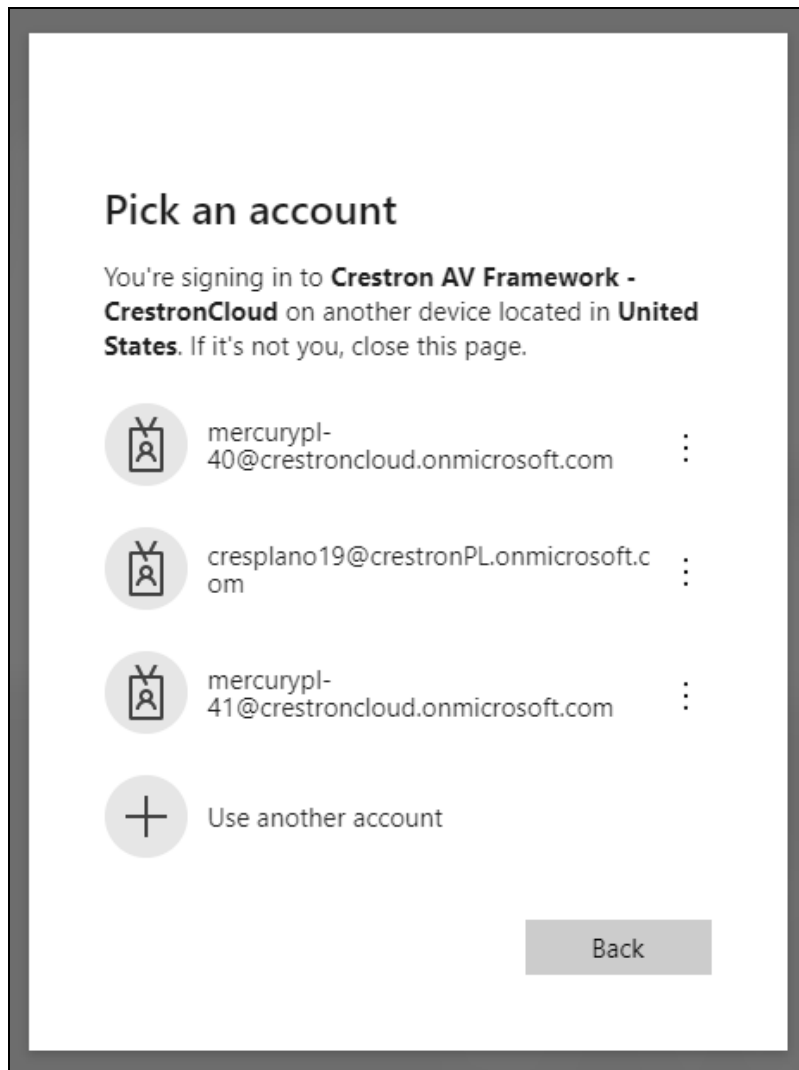 Pick an account
You're signing in to Crestron AV Framework -
CrestronCloud on another device located in United
States. If it's not you, close this page.
mercurypl-
40@crestroncloud.onmicrosoft.com
cresplano19@crestronPL.onmicrosoft.c
om
mercurypl-
41@crestroncloud.onmicrosoft.com
Use another account
Back